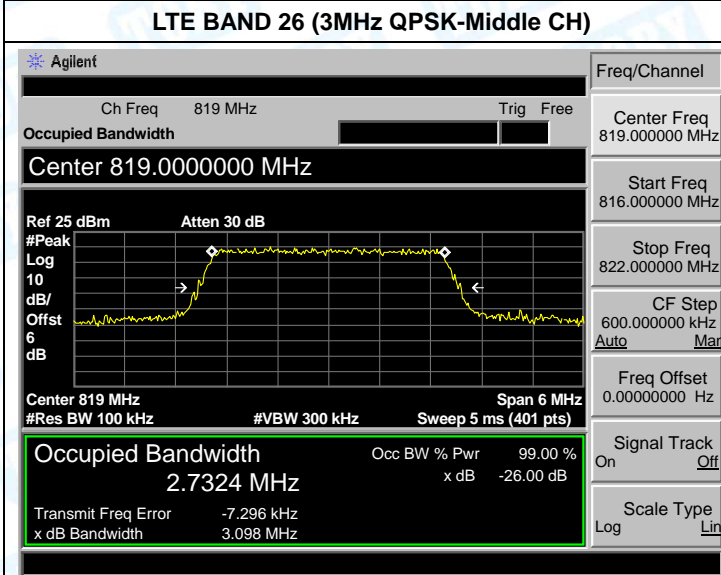 LTE BAND 26 (3MHz QPSK-Middle CH)
Agilent
Freq/Channel
Ch Freq 819 MHz Trig Free
Occupied Bandwidth
Center 819.0000000 MHz
Ref 25 dBm Atten 30 dB
#Peak
Log
10
dB/
Offst
6
dB
Center 819 MHz Span 6 MHz
#Res BW 100 kHz #VBW 300 kHz Sweep 5 ms (401 pts)
Occupied Bandwidth
2.7324 MHz
Occ BW % Pwr 99.00 %
x dB -26.00 dB
Transmit Freq Error -7.296 kHz
x dB Bandwidth 3.098 MHz
Center Freq
819.000000 MHz
Start Freq
816.000000 MHz
Stop Freq
822.000000 MHz
CF Step
600.000000 kHz
Auto Man
Freq Offset
0.00000000 Hz
Signal Track
On Off
Scale Type
Log Lin